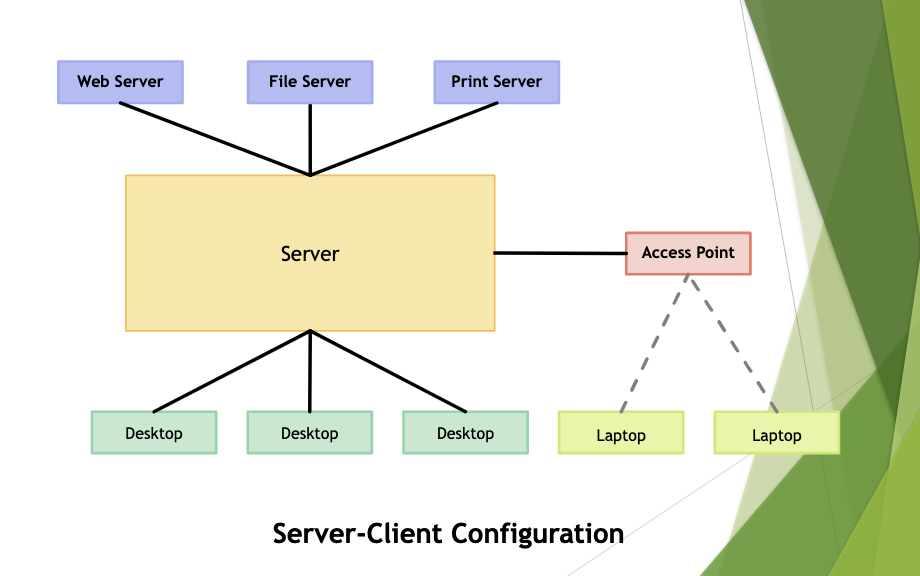 Web Server
File Server
Print Server
Server
Access Point
Desktop
Desktop
Desktop
Laptop
Laptop
Server-Client Configuration